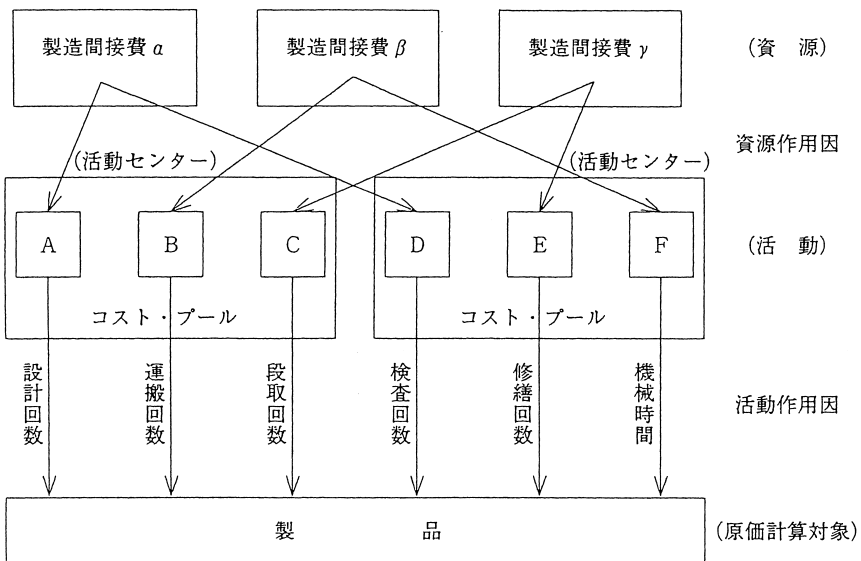 製造間接費α
製造間接費β
製造間接費γ
(資 源)
資源作用因
(活動センター)
(活動センター)
A
B
C
D
E
F
(活 動)
コスト・プール
コスト・プール
設計回数
運搬回数
段取回数
検査回数
修繕回数
機械時間
活動作用因
製 品
(原価計算対象)